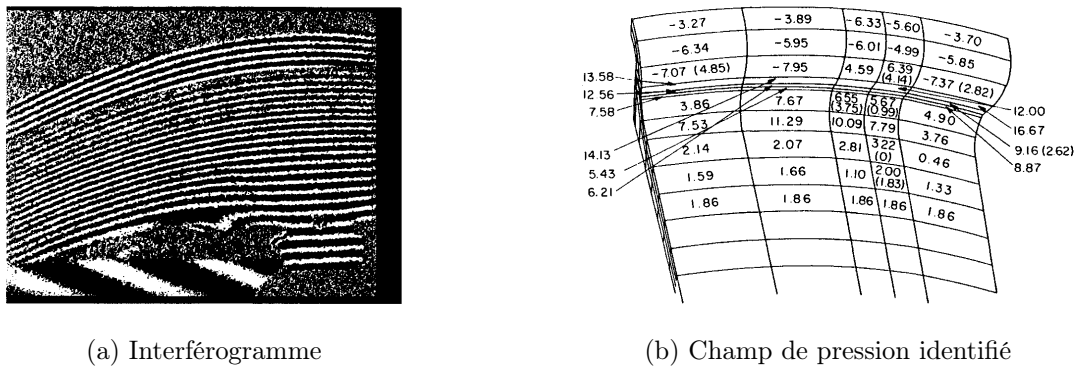 -3.27 -3.89 -6.33 -5.60 -3.70
-6.34 -5.95 -6.01 -4.99 -5.85
-7.07 (4.85) -7.95 4.59 6.39 (4.14) -7.37 (2.82)
13.58
12.56
7.58
12.00
16.67
9.16 (2.62)
8.87
3.86 7.67 6.55 (3.75) 5.67 (0.99) 4.90
7.53 11.29 10.09 7.79 3.76
14.13
5.43
6.21
2.14 2.07 2.81 3.22 (0) 0.46
1.59 1.66 1.10 2.00 (1.83) 1.33
1.86 1.86 1.86 1.86 1.86
(a) Interférogramme
(b) Champ de pression identifié